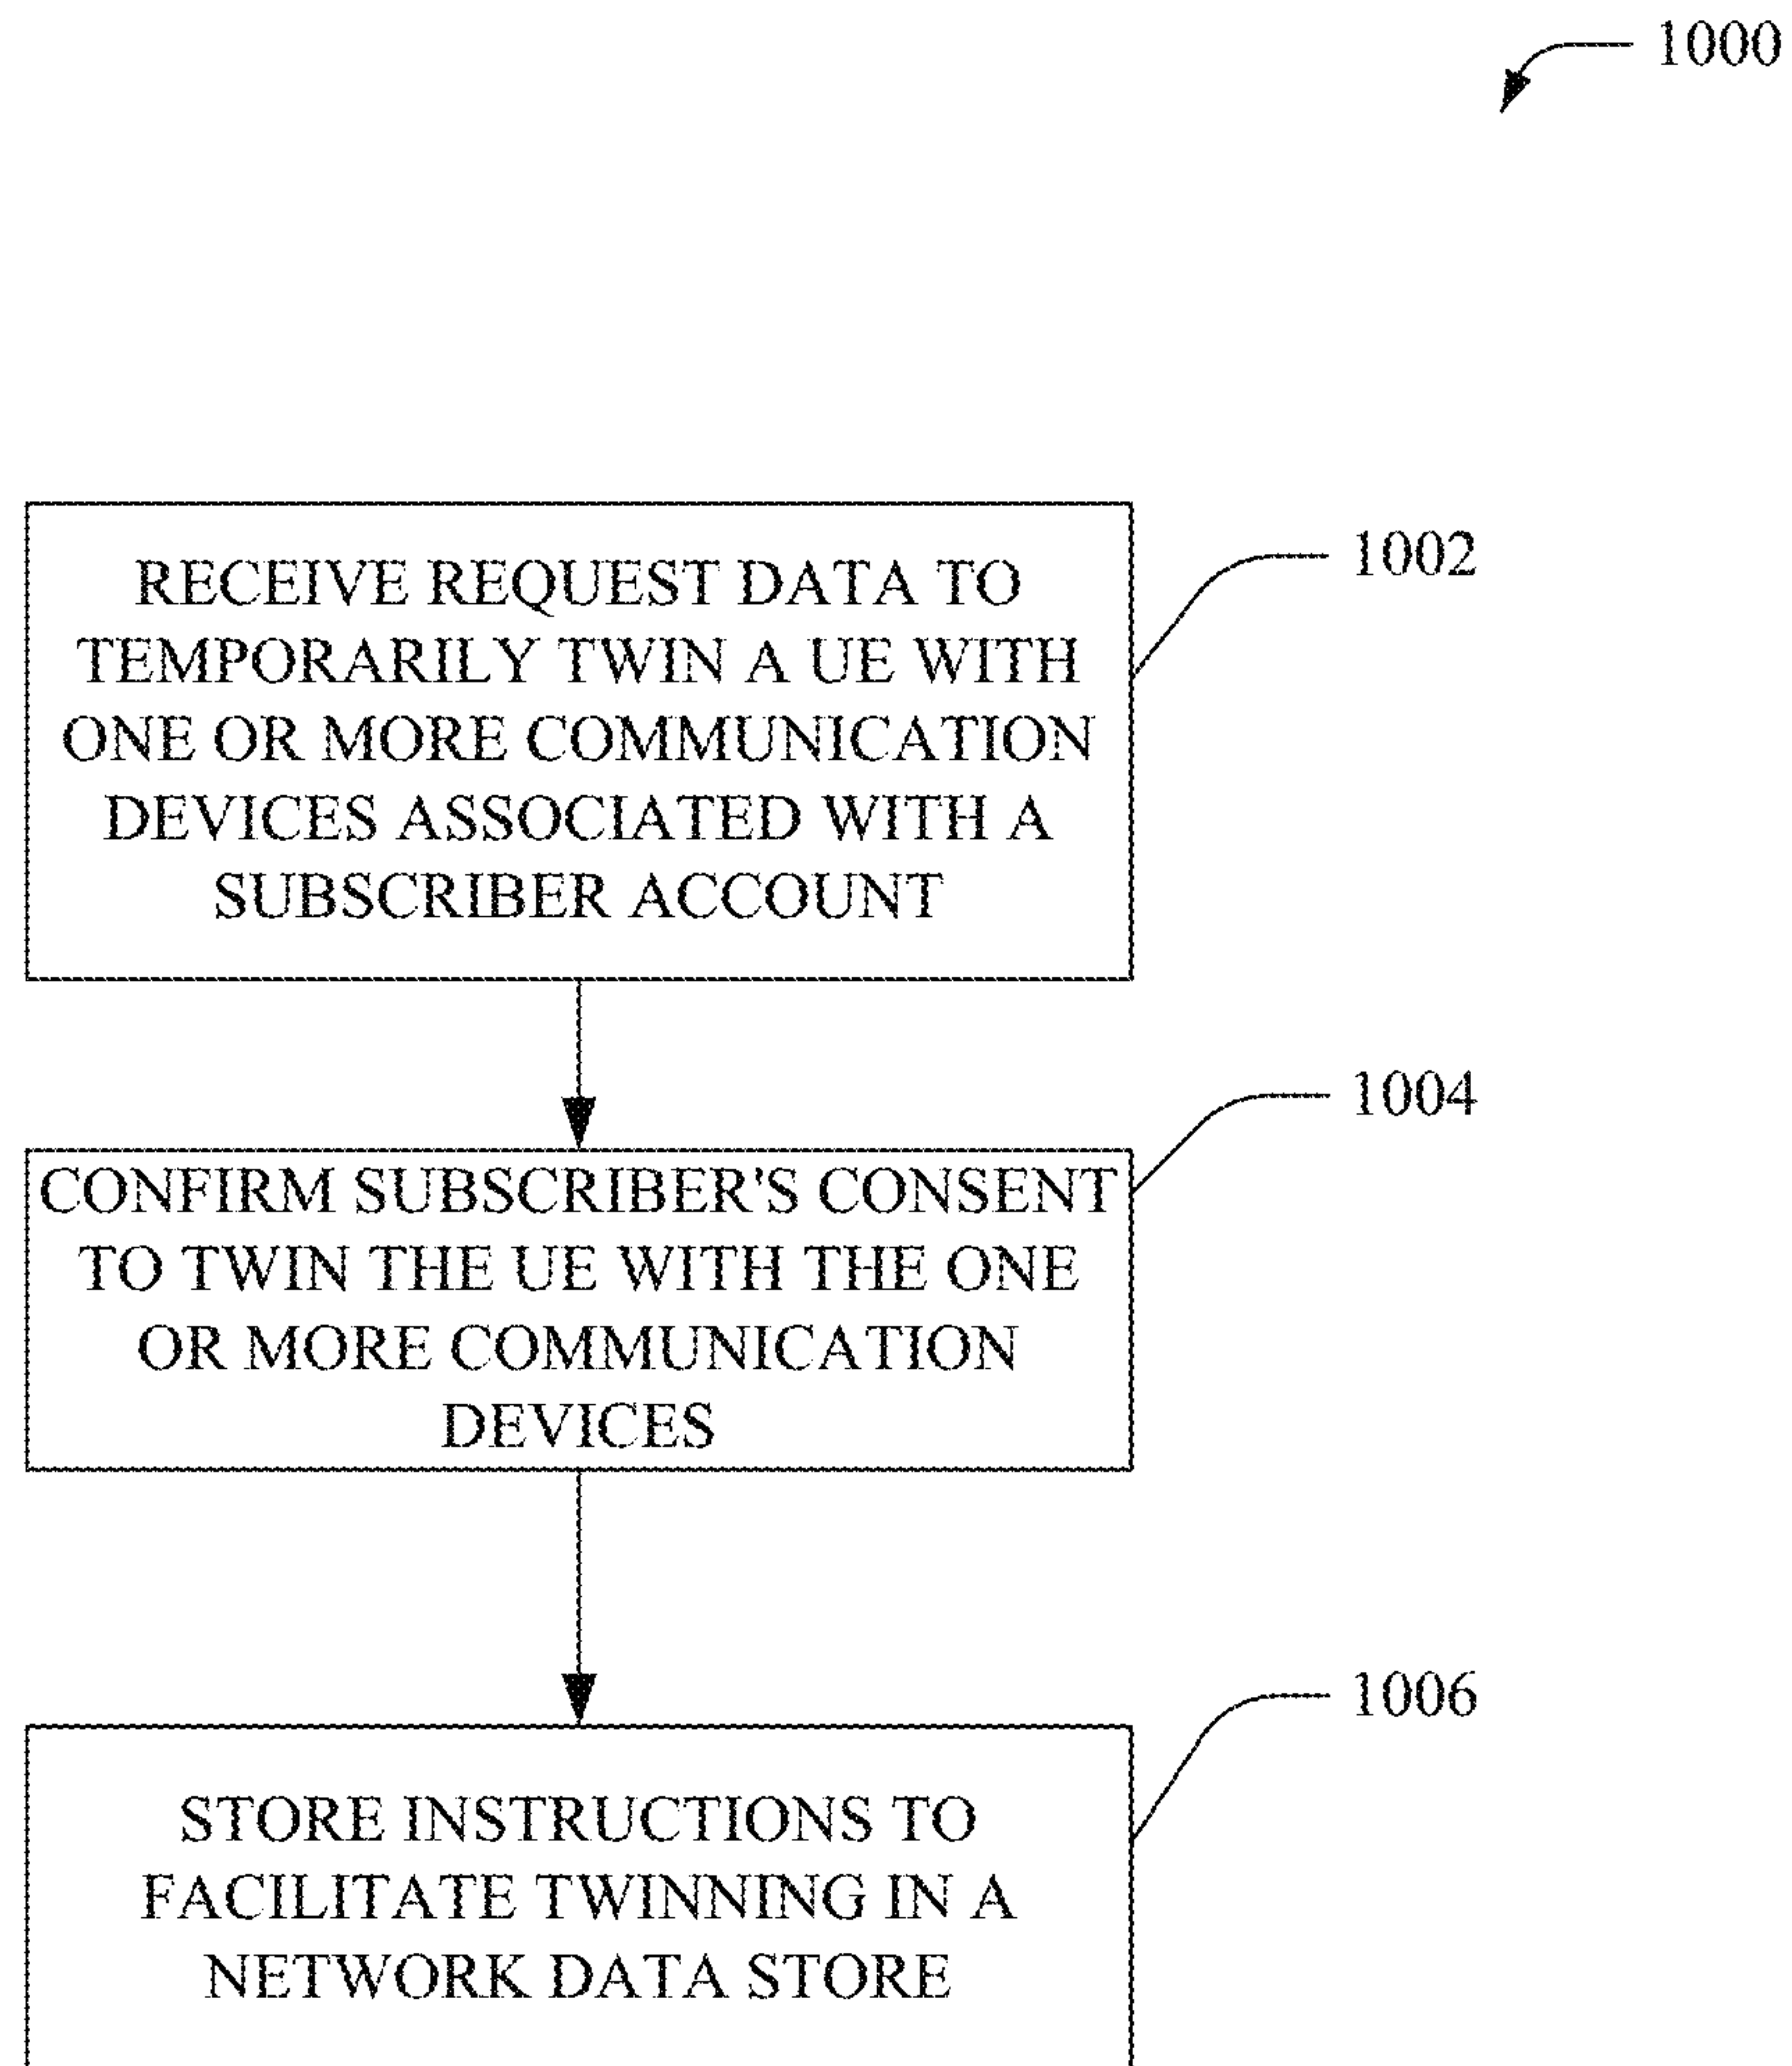 1000
RECEIVE REQUEST DATA TO
TEMPORARILY TWIN A UE WITH
ONE OR MORE COMMUNICATION
DEVICES ASSOCIATED WITH A
SUBSCRIBER ACCOUNT
1002
CONFIRM SUBSCRIBER'S CONSENT
TO TWIN THE UE WITH THE ONE
OR MORE COMMUNICATION
DEVICES
1004
STORE INSTRUCTIONS TO
FACILITATE TWINNING IN A
NETWORK DATA STORE
1006